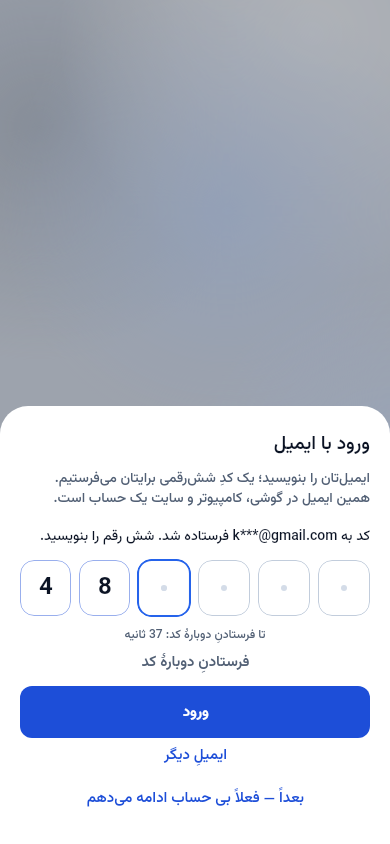 ورود با ایمیل
ایمیل‌تان را بنویسید؛ یک کدِ شش‌رقمی برایتان می‌فرستیم.
همین ایمیل در گوشی، کامپیوتر و سایت یک حساب است.
کد به k***@gmail.com فرستاده شد. شش رقم را بنویسید.
4 8
تا فرستادنِ دوبارهٔ کد: 37 ثانیه
فرستادنِ دوبارهٔ کد
ورود
ایمیلِ دیگر
بعداً — فعلاً بی حساب ادامه می‌دهم